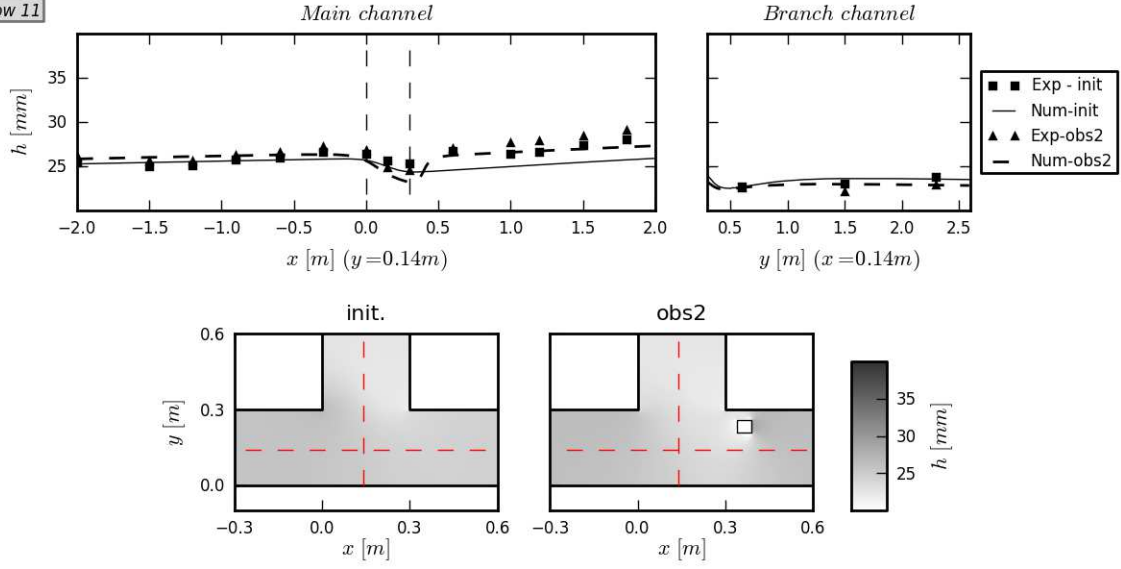 ow 11
Main channel
Branch channel
h [mm]
35
30
25
−2.0 −1.5 −1.0 −0.5 0.0 0.5 1.0 1.5 2.0
x [m] (y=0.14m)
0.5 1.0 1.5 2.0 2.5
y [m] (x=0.14m)
Exp - init
Num-init
Exp-obs2
Num-obs2
init.
obs2
y [m]
0.6
0.3
0.0
−0.3 0.0 0.3 0.6
x [m]
−0.3 0.0 0.3 0.6
x [m]
35
30
25
h [mm]